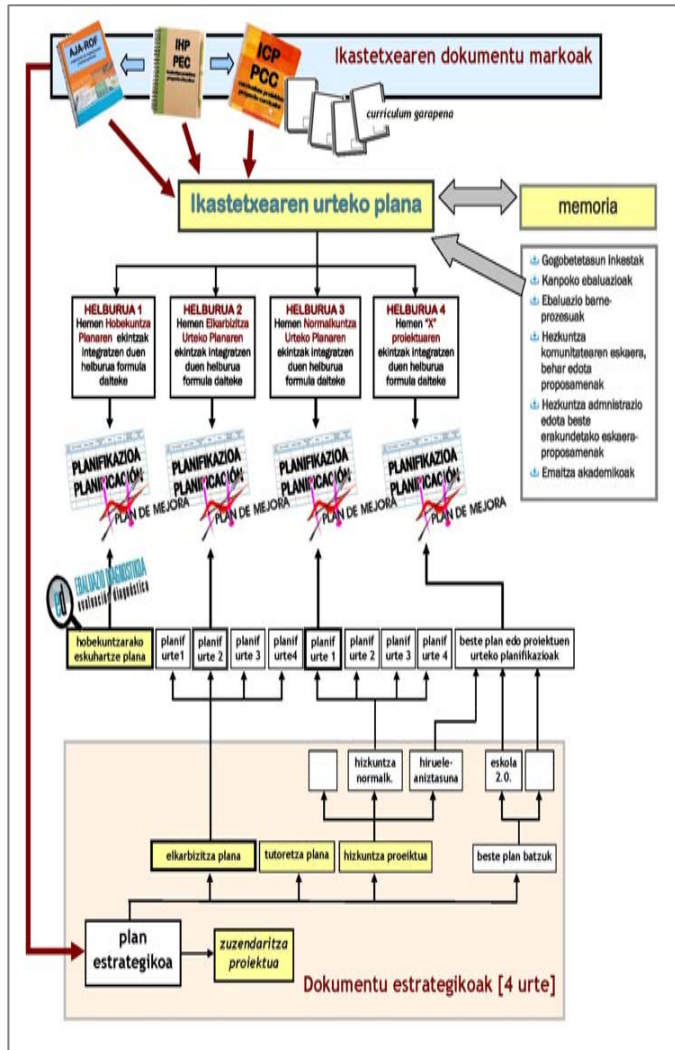 Ikastetxearen dokumentu markoak
AJA-ROF
IHP
PEC
ICP
PCC
curriculum garapena
Ikastetxearen urteko plana
memoria
Gogobetetasun inkestak
Kanpoko ebaluazioak
Ebaluazio barne-
prozesuak
Hezkuntza
komunitatearen eskaera,
behar edota
proposamenak
Hezkuntza admnistrazio
edota beste
erakundetako eskaera-
proposamenak
Emaitza akademikoak
HELBURUA 1
Hemen Hobekuntza
Planaren ekintzak
integratzen duen
helburua formula
daiteke
HELBURUA 2
Hemen Elkarbizitza
Urteko Planaren
ekintzak integratzen
duen helburua
formula daiteke
HELBURUA 3
Hemen Normalkuntza
Urteko Planaren
ekintzak integratzen
duen helburua
formula daiteke
HELBURUA 4
Hemen "X"
proiektuaren
ekintzak integratzen
duen helburua
formula daiteke
PLANIFIKAZIOA
PLANIFICACIÓN
PLAN DE MEJORA
PLANIFIKAZIOA
PLANIFICACIÓN
PLAN DE MEJORA
PLANIFIKAZIOA
PLANIFICACIÓN
PLAN DE MEJORA
PLANIFIKAZIOA
PLANIFICACIÓN
PLAN DE MEJORA
ed
EBALUAZIO DIAGNOSTIKOA
evaluación diagnóstica
hobekuntzarako
eskuhartze plana
planif
urte1
planif
urte 2
planif
urte 3
planif
urte4
planif
urte 1
planif
urte 2
planif
urte 3
planif
urte 4
beste plan edo proiektuen
urteko planifikazioak
hizkuntza
normalk.
hiruele-
aniztasuna
eskola
2.0.
elkarbizitza plana
tutoretza plana
hizkuntza proeiktua
beste plan batzuk
plan
estrategikoa
zuzendaritza
proiektua
Dokumentu estrategikoak [4 urte]